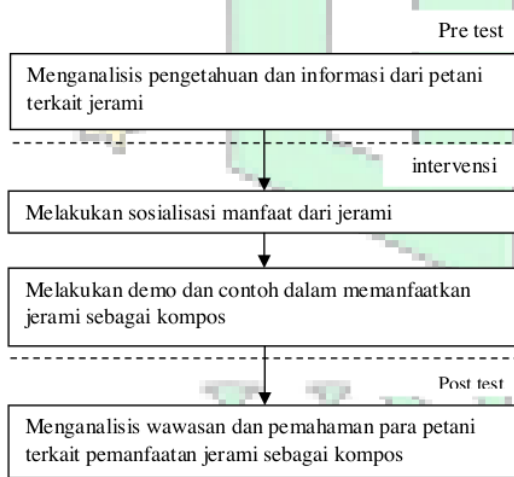 Pre test
Menganalisis pengetahuan dan informasi dari petani
terkait jerami
intervensi
Melakukan sosialisasi manfaat dari jerami
Melakukan demo dan contoh dalam memanfaatkan
jerami sebagai kompos
Post test
Menganalisis wawasan dan pemahaman para petani
terkait pemanfaatan jerami sebagai kompos